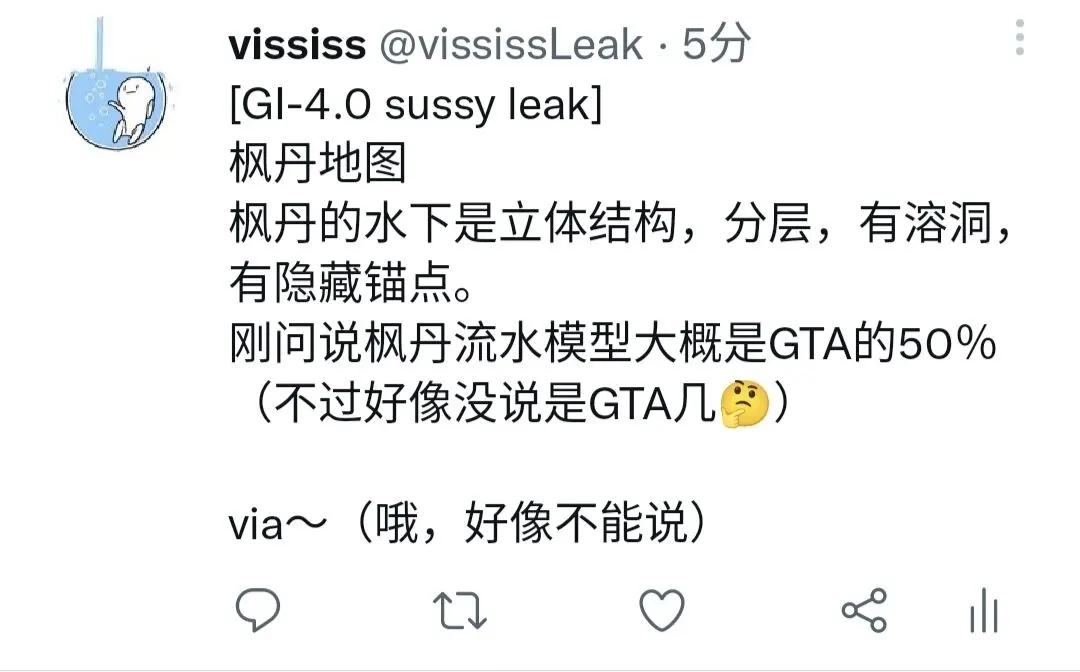 vississ @vississLeak · 5分
[GI-4.0 sussy leak]
枫丹地图
枫丹的水下是立体结构，分层，有溶洞，
有隐藏锚点。
刚问说枫丹流水模型大概是GTA的50%
（不过好像没说是GTA几🤔）
via～（哦，好像不能说）